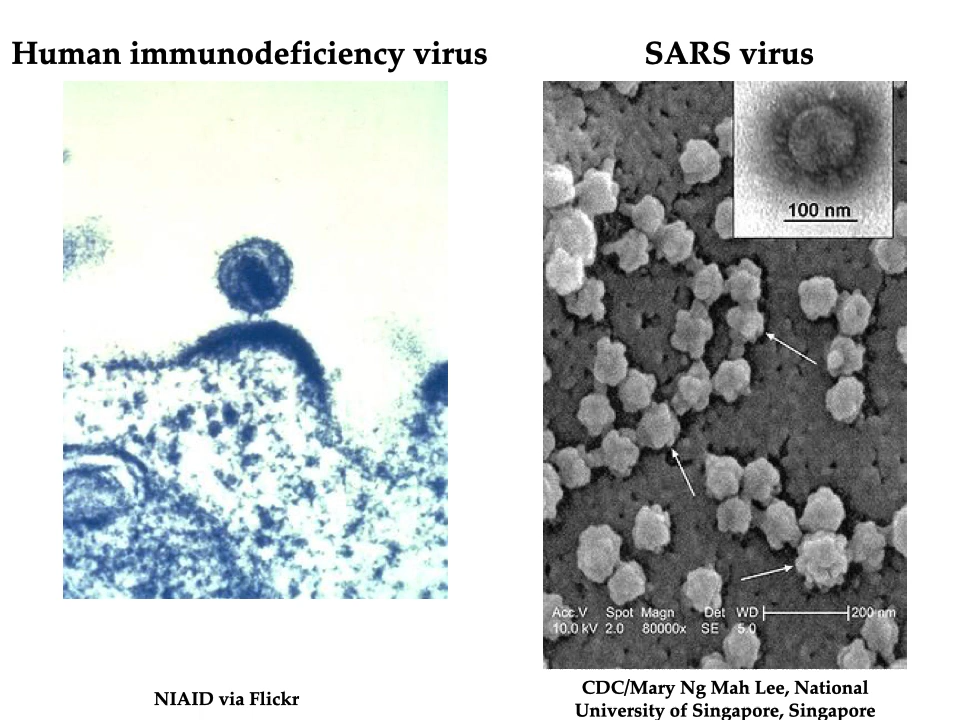 Human immunodeficiency virus
SARS virus
100 nm
Acc.V Spot Magn Det WD 200 nm
10.0 kV 2.0 80000x SE 5.0
NIAID via Flickr
CDC/Mary Ng Mah Lee, National
University of Singapore, Singapore